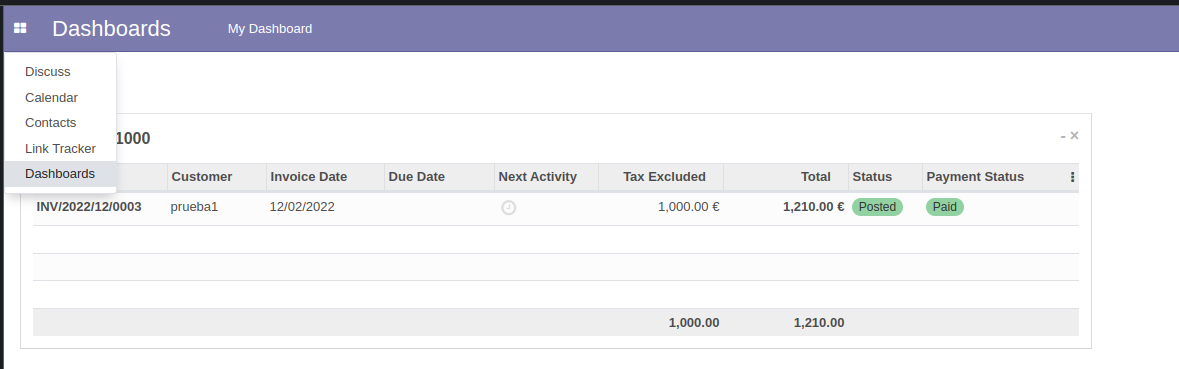 Dashboards My Dashboard
Discuss
Calendar
Contacts
Link Tracker
Dashboards
1000
- ×
Customer Invoice Date Due Date Next Activity Tax Excluded Total Status Payment Status
INV/2022/12/0003 prueba1 12/02/2022 1,000.00 € 1,210.00 € Posted Paid
1,000.00 1,210.00